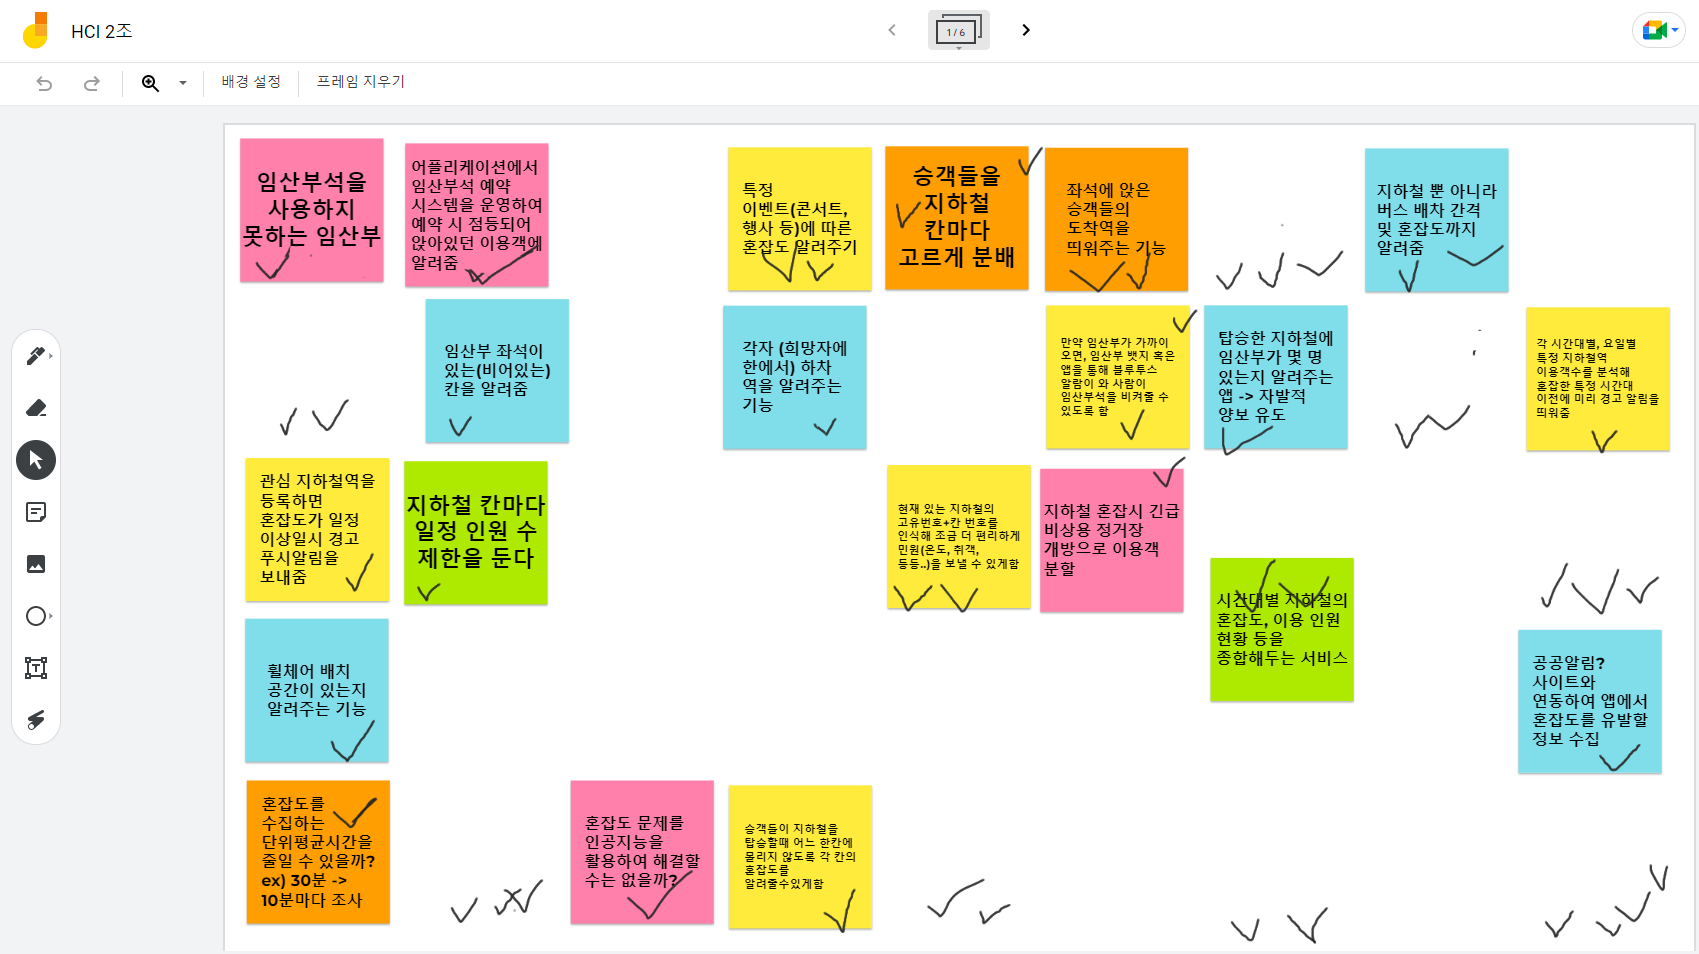 HCI 2조
1 / 6
배경 설정
프레임 지우기
임산부석을
사용하지
못하는 임산부
어플리케이션에서
임산부석 예약
시스템을 운영하여
예약 시 점등되어
앉아있던 이용객에
알려줌
특정
이벤트(콘서트,
행사 등)에 따른
혼잡도 알려주기
승객들을
지하철
칸마다
고르게 분배
좌석에 앉은
승객들의
도착역을
띄워주는 기능
지하철 뿐 아니라
버스 배차 간격
및 혼잡도까지
알려줌
임산부 좌석이
있는(비어있는)
칸을 알려줌
각자 (희망자에
한에서) 하차
역을 알려주는
기능
만약 임산부가 가까이
오면, 임산부 뱃지 혹은
앱을 통해 블루투스
알람이 와 사람이
임산부석을 비켜줄 수
있도록 함
탑승한 지하철에
임산부가 몇 명
있는지 알려주는
앱 -> 자발적
양보 유도
각 시간대별, 요일별
특정 지하철역
이용객수를 분석해
혼잡한 특정 시간대
이전에 미리 경고 알림을
띄워줌
관심 지하철역을
등록하면
혼잡도가 일정
이상일시 경고
푸시알림을
보내줌
지하철 칸마다
일정 인원 수
제한을 둔다
현재 있는 지하철의
고유번호+칸 번호를
인식해 조금 더 편리하게
민원(온도, 취객,
등등..)을 보낼 수 있게함
지하철 혼잡시 긴급
비상용 정거장
개방으로 이용객
분할
시간대별 지하철의
혼잡도, 이용 인원
현황 등을
종합해두는 서비스
휠체어 배치
공간이 있는지
알려주는 기능
공공알림?
사이트와
연동하여 앱에서
혼잡도를 유발할
정보 수집
혼잡도를
수집하는
단위평균시간을
줄일 수 있을까?
ex) 30분 ->
10분마다 조사
혼잡도 문제를
인공지능을
활용하여 해결할
수는 없을까?
승객들이 지하철을
탑승할때 어느 한칸에
몰리지 않도록 각 칸의
혼잡도를
알려줄수있게함